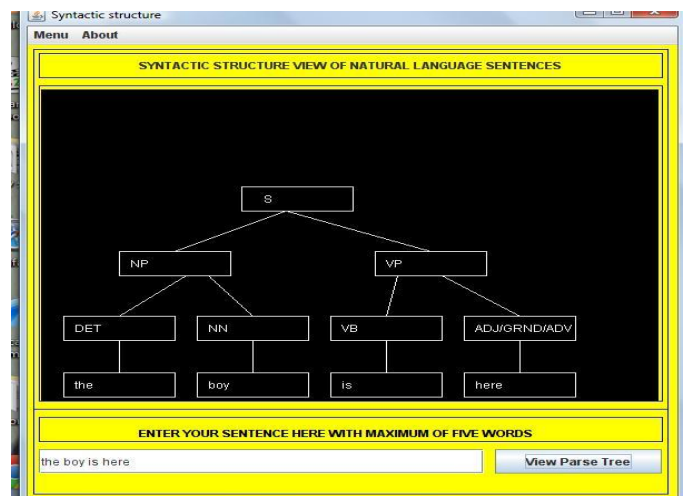 Syntactic structure
Menu About
SYNTACTIC STRUCTURE VIEW OF NATURAL LANGUAGE SENTENCES
S
NP VP
DET NN VB ADJ/GRND/ADV
the boy is here
ENTER YOUR SENTENCE HERE WITH MAXIMUM OF FIVE WORDS
the boy is here View Parse Tree